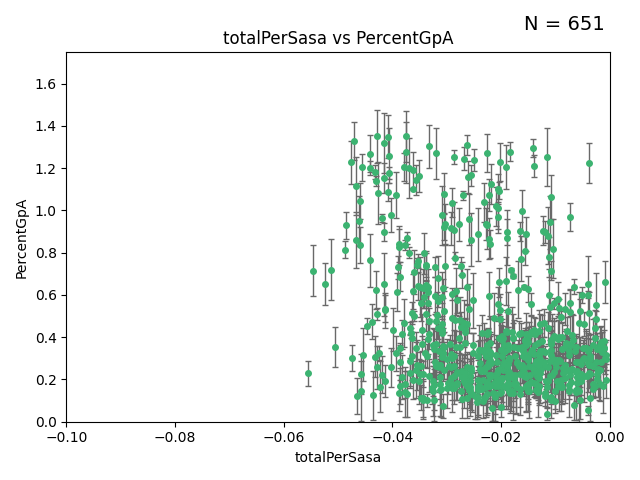 N = 651
totalPerSasa vs PercentGpA
PercentGpA
1.6
1.4
1.2
1.0
0.8
0.6
0.4
0.2
0.0
−0.10 −0.08 −0.06 −0.04 −0.02 0.00
totalPerSasa